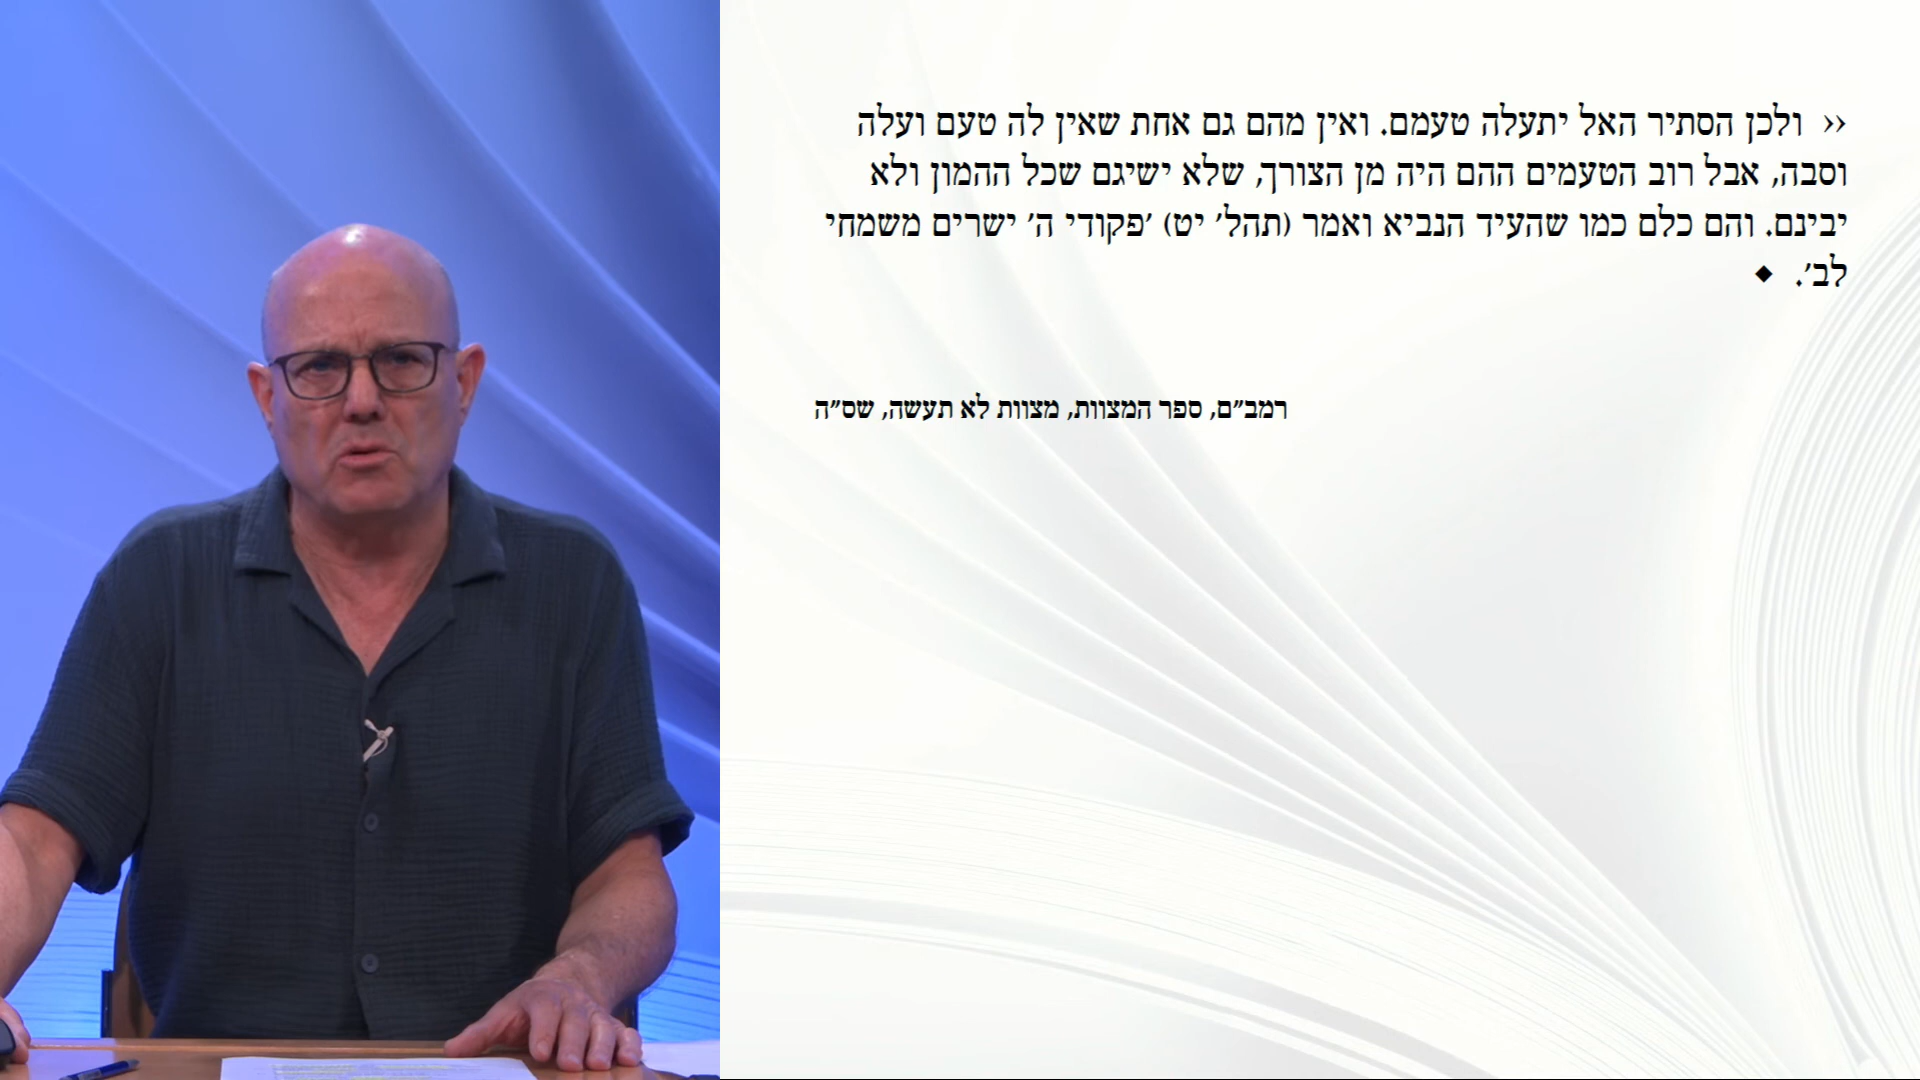 ‹‹ ולכן הסתיר האל יתעלה טעמם. ואין מהם גם אחת שאין לה טעם ועלה
וסבה, אבל רוב הטעמים ההם היה מן הצורך, שלא ישיגם שכל ההמון ולא
יבינם. והם כלם כמו שהעיד הנביא ואמר (תהל׳ יט) ׳פקודי ה׳ ישרים משמחי
לב׳. ◆
רמב״ם, ספר המצוות, מצוות לא תעשה, שס״ה